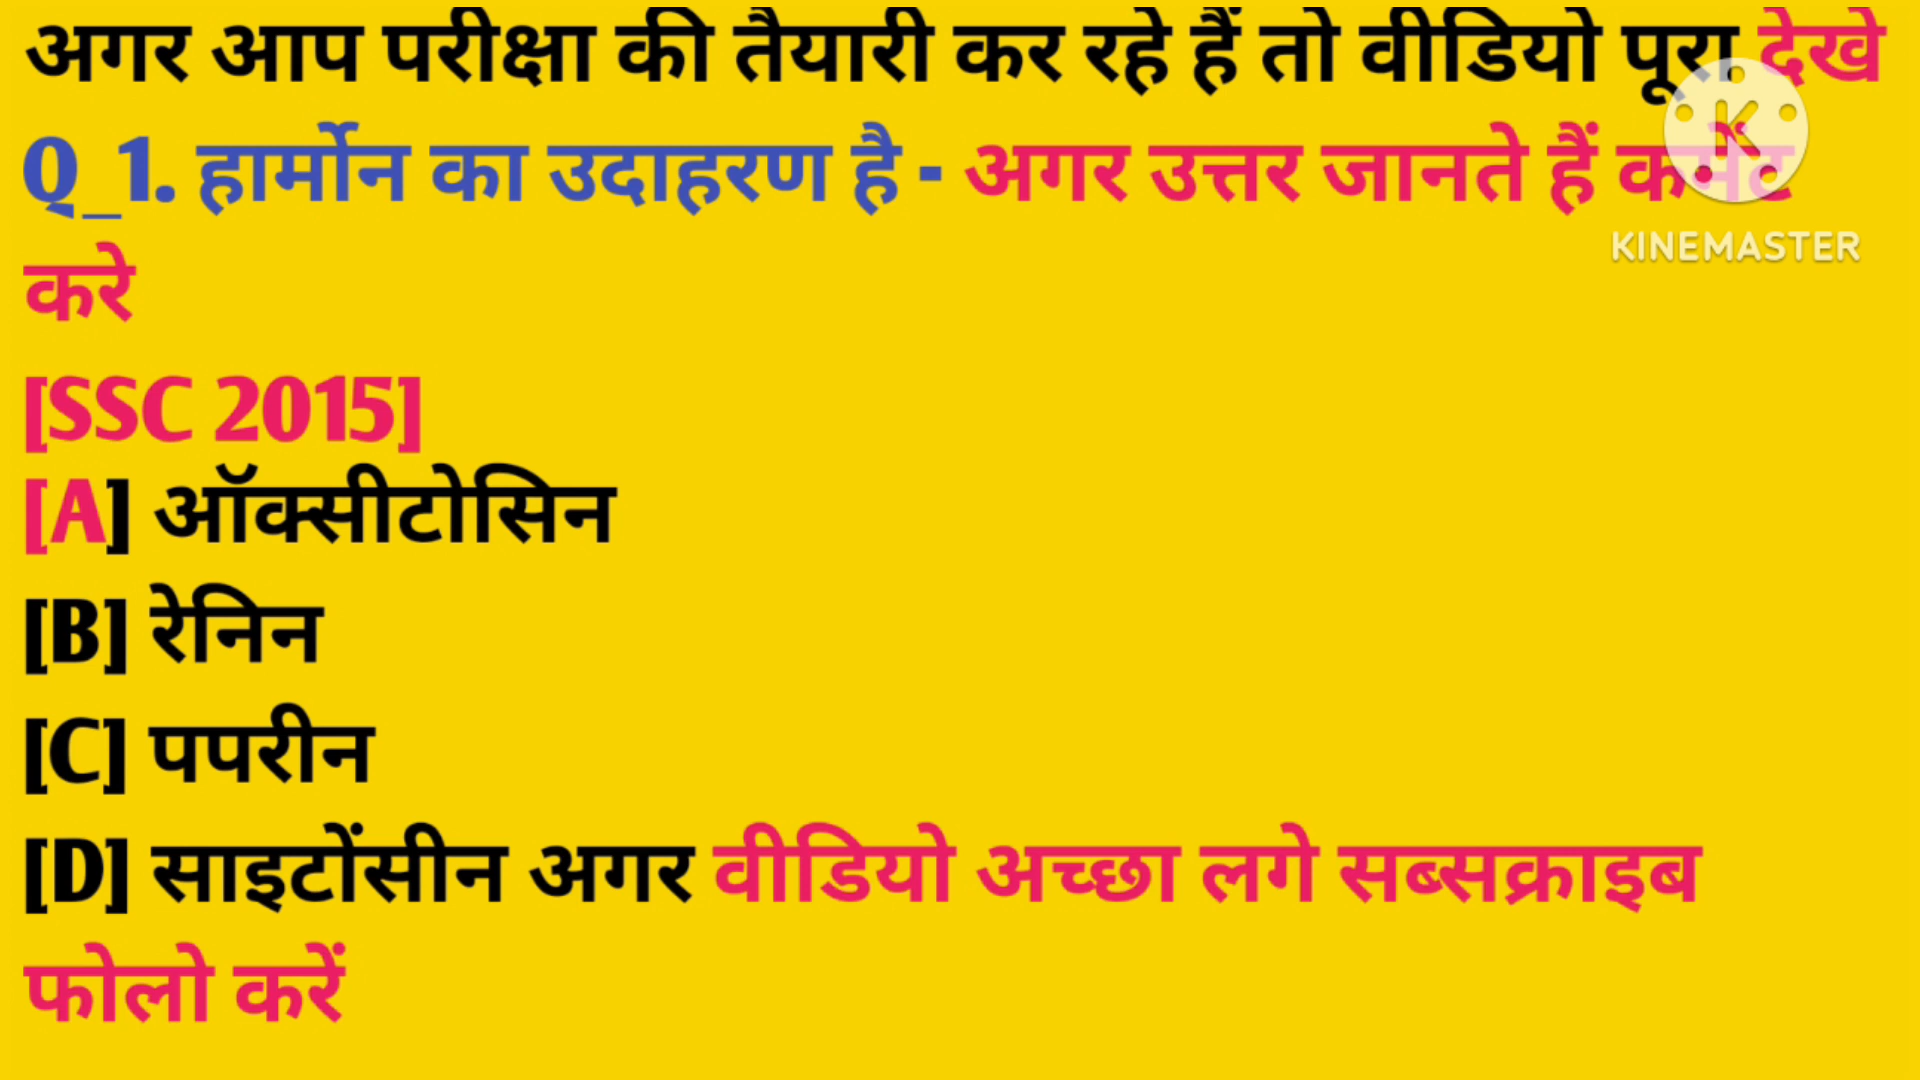 अगर आप परीक्षा की तैयारी कर रहे हैं तो वीडियो पूरा देखे
Q_1. हार्मोन का उदाहरण है - अगर उत्तर जानते हैं कमेंट
करे
KINEMASTER
[SSC 2015]
[A] ऑक्सीटोसिन
[B] रेनिन
[C] पपरीन
[D] साइटोंसीन अगर वीडियो अच्छा लगे सब्सक्राइब
फोलो करें